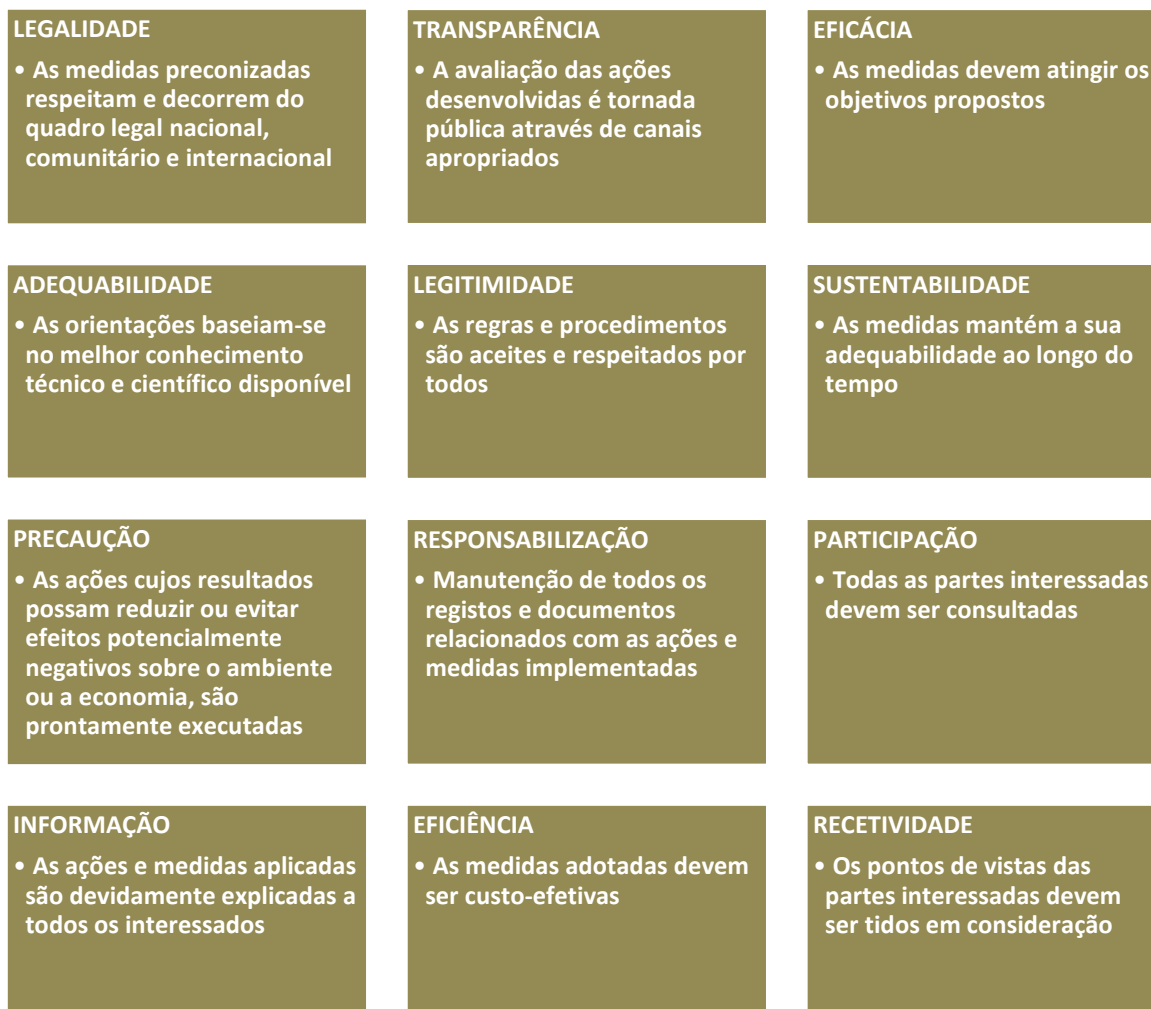 LEGALIDADE
• As medidas preconizadas
respeitam e decorrem do
quadro legal nacional,
comunitário e internacional
TRANSPARÊNCIA
• A avaliação das ações
desenvolvidas é tornada
pública através de canais
apropriados
EFICÁCIA
• As medidas devem atingir os
objetivos propostos
ADEQUABILIDADE
• As orientações baseiam-se
no melhor conhecimento
técnico e científico disponível
LEGITIMIDADE
• As regras e procedimentos
são aceites e respeitados por
todos
SUSTENTABILIDADE
• As medidas mantém a sua
adequabilidade ao longo do
tempo
PRECAUÇÃO
• As ações cujos resultados
possam reduzir ou evitar
efeitos potencialmente
negativos sobre o ambiente
ou a economia, são
prontamente executadas
RESPONSABILIZAÇÃO
• Manutenção de todos os
registos e documentos
relacionados com as ações e
medidas implementadas
PARTICIPAÇÃO
• Todas as partes interessadas
devem ser consultadas
INFORMAÇÃO
• As ações e medidas aplicadas
são devidamente explicadas a
todos os interessados
EFICIÊNCIA
• As medidas adotadas devem
ser custo-efetivas
RECETIVIDADE
• Os pontos de vistas das
partes interessadas devem
ser tidos em consideração